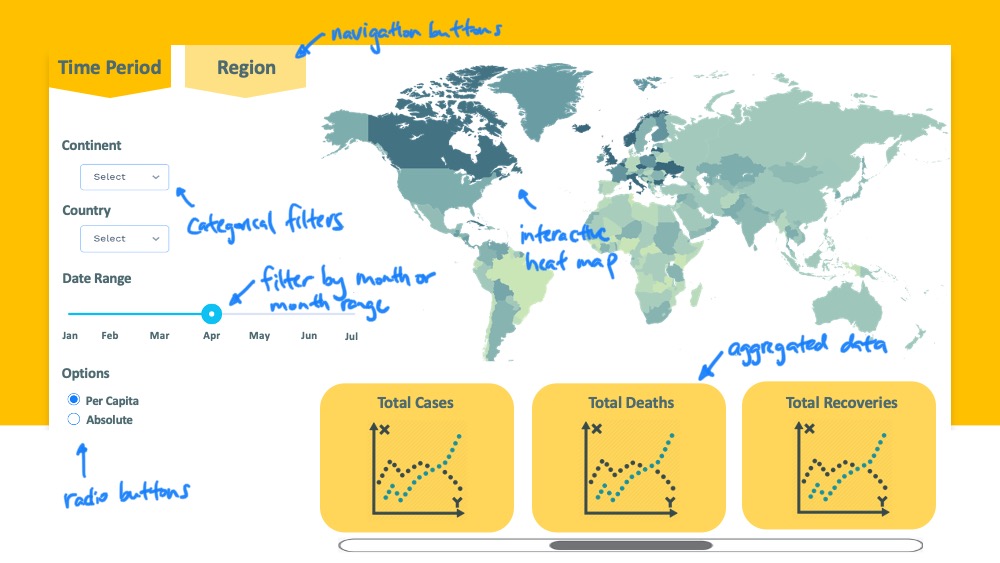 navigation buttons
Time Period
Region
Continent
Select
Categorical filters
Country
Select
interactive
heat map
Date Range
filter by month or
month range
Jan Feb Mar Apr May Jun Jul
aggregated data
Options
Per Capita
Absolute
radio buttons
Total Cases
X
Y
Total Deaths
X
Y
Total Recoveries
X
Y